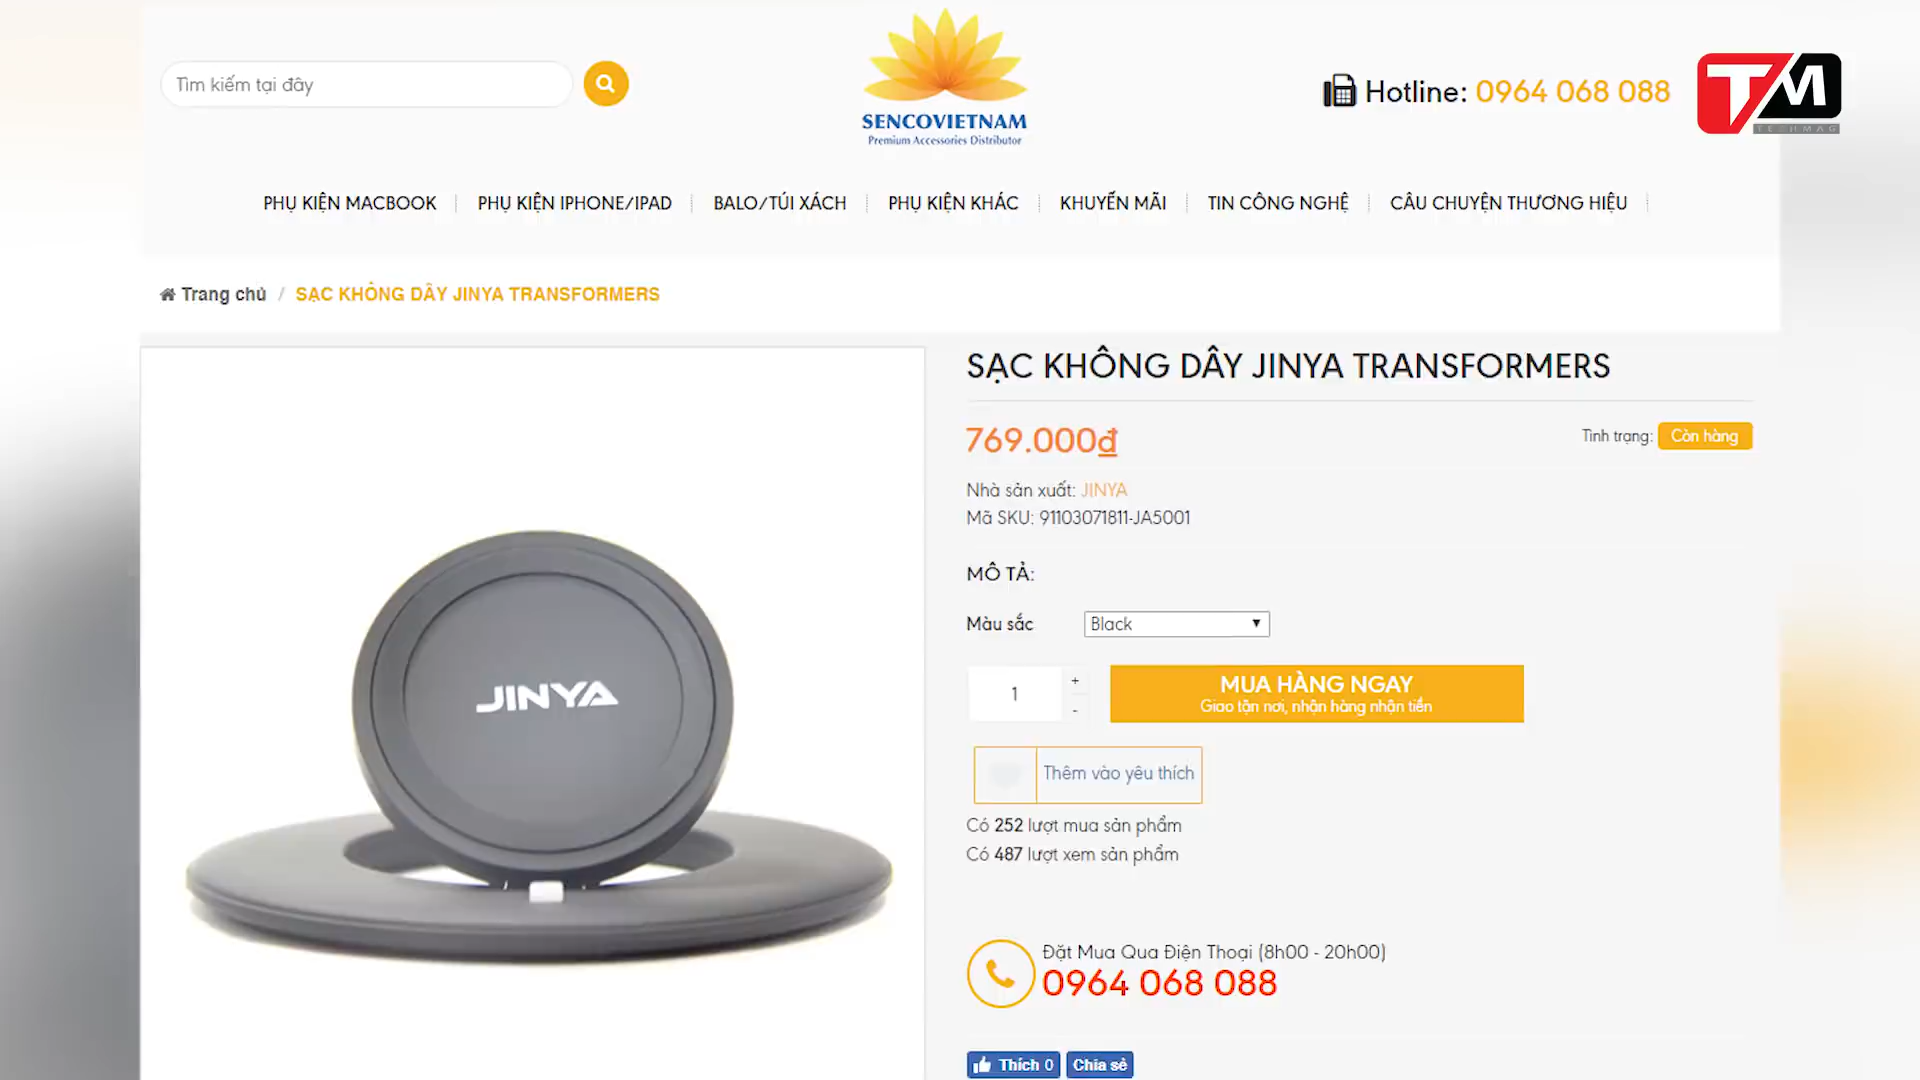 Tìm kiếm tại đây
SENCOVIETNAM
Premium Accessories Distributor
Hotline: 0964 068 088
TM
TECHMAG
PHỤ KIỆN MACBOOK
PHỤ KIỆN IPHONE/IPAD
BALO/TÚI XÁCH
PHỤ KIỆN KHÁC
KHUYẾN MÃI
TIN CÔNG NGHỆ
CÂU CHUYỆN THƯƠNG HIỆU
Trang chủ / SẠC KHÔNG DÂY JINYA TRANSFORMERS
JINYA
SẠC KHÔNG DÂY JINYA TRANSFORMERS
769.000₫
Tình trạng: Còn hàng
Nhà sản xuất: JINYA
Mã SKU: 91103071811-JA5001
MÔ TẢ:
Màu sắc Black
1 + -
MUA HÀNG NGAY
Giao tận nơi, nhận hàng nhận tiền
Thêm vào yêu thích
Có 252 lượt mua sản phẩm
Có 487 lượt xem sản phẩm
Đặt Mua Qua Điện Thoại (8h00 - 20h00)
0964 068 088
Thích 0 Chia sẻ